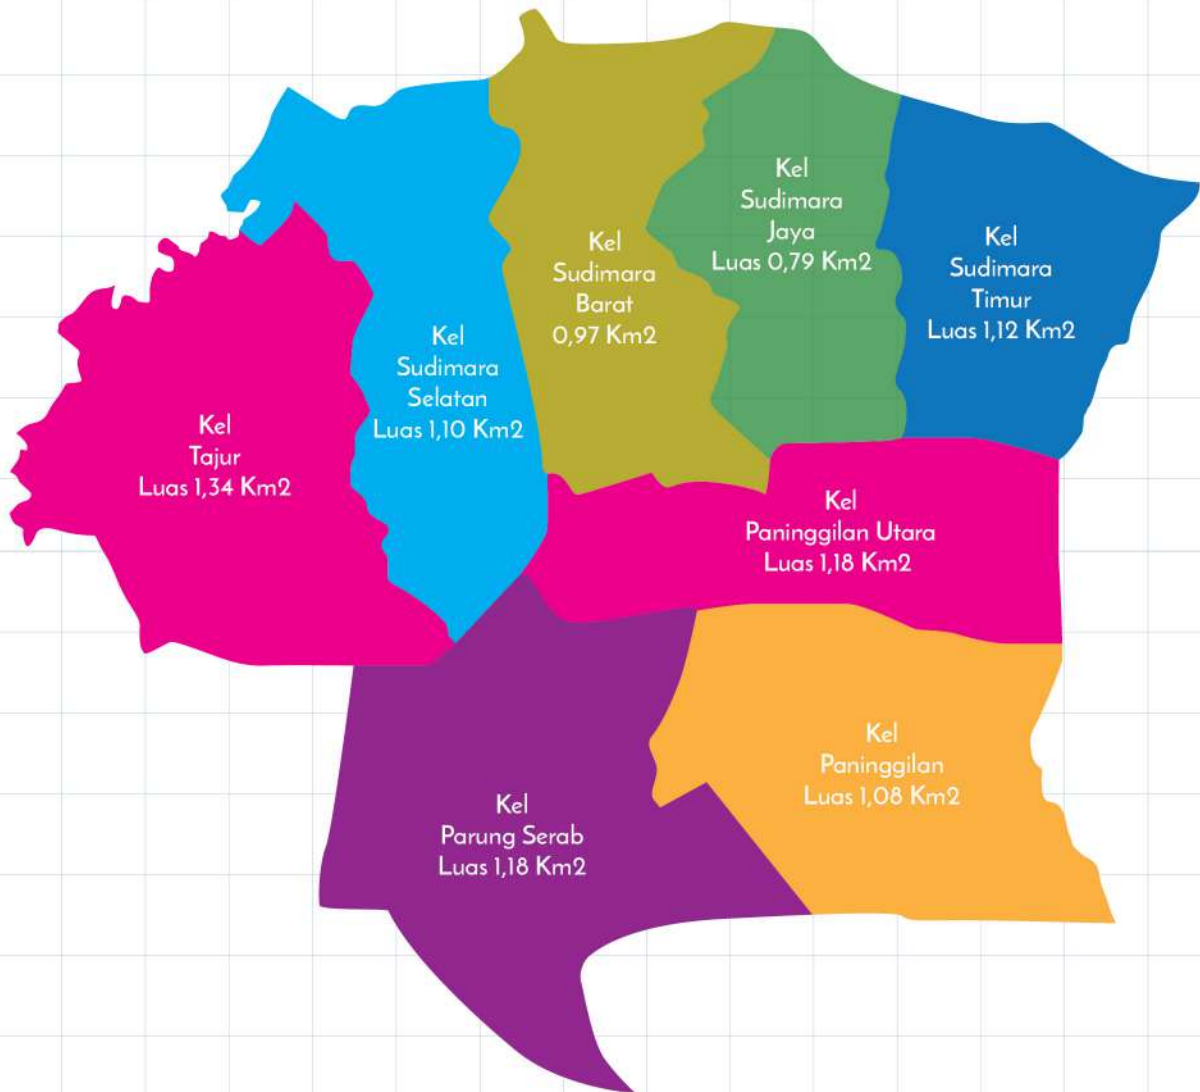 Kel
Sudimara
Jaya
Luas 0,79 Km2
Kel
Sudimara
Timur
Luas 1,12 Km2
Kel
Sudimara
Barat
0,97 Km2
Kel
Sudimara
Selatan
Luas 1,10 Km2
Kel
Tajur
Luas 1,34 Km2
Kel
Paninggilan Utara
Luas 1,18 Km2
Kel
Paninggilan
Luas 1,08 Km2
Kel
Parung Serab
Luas 1,18 Km2